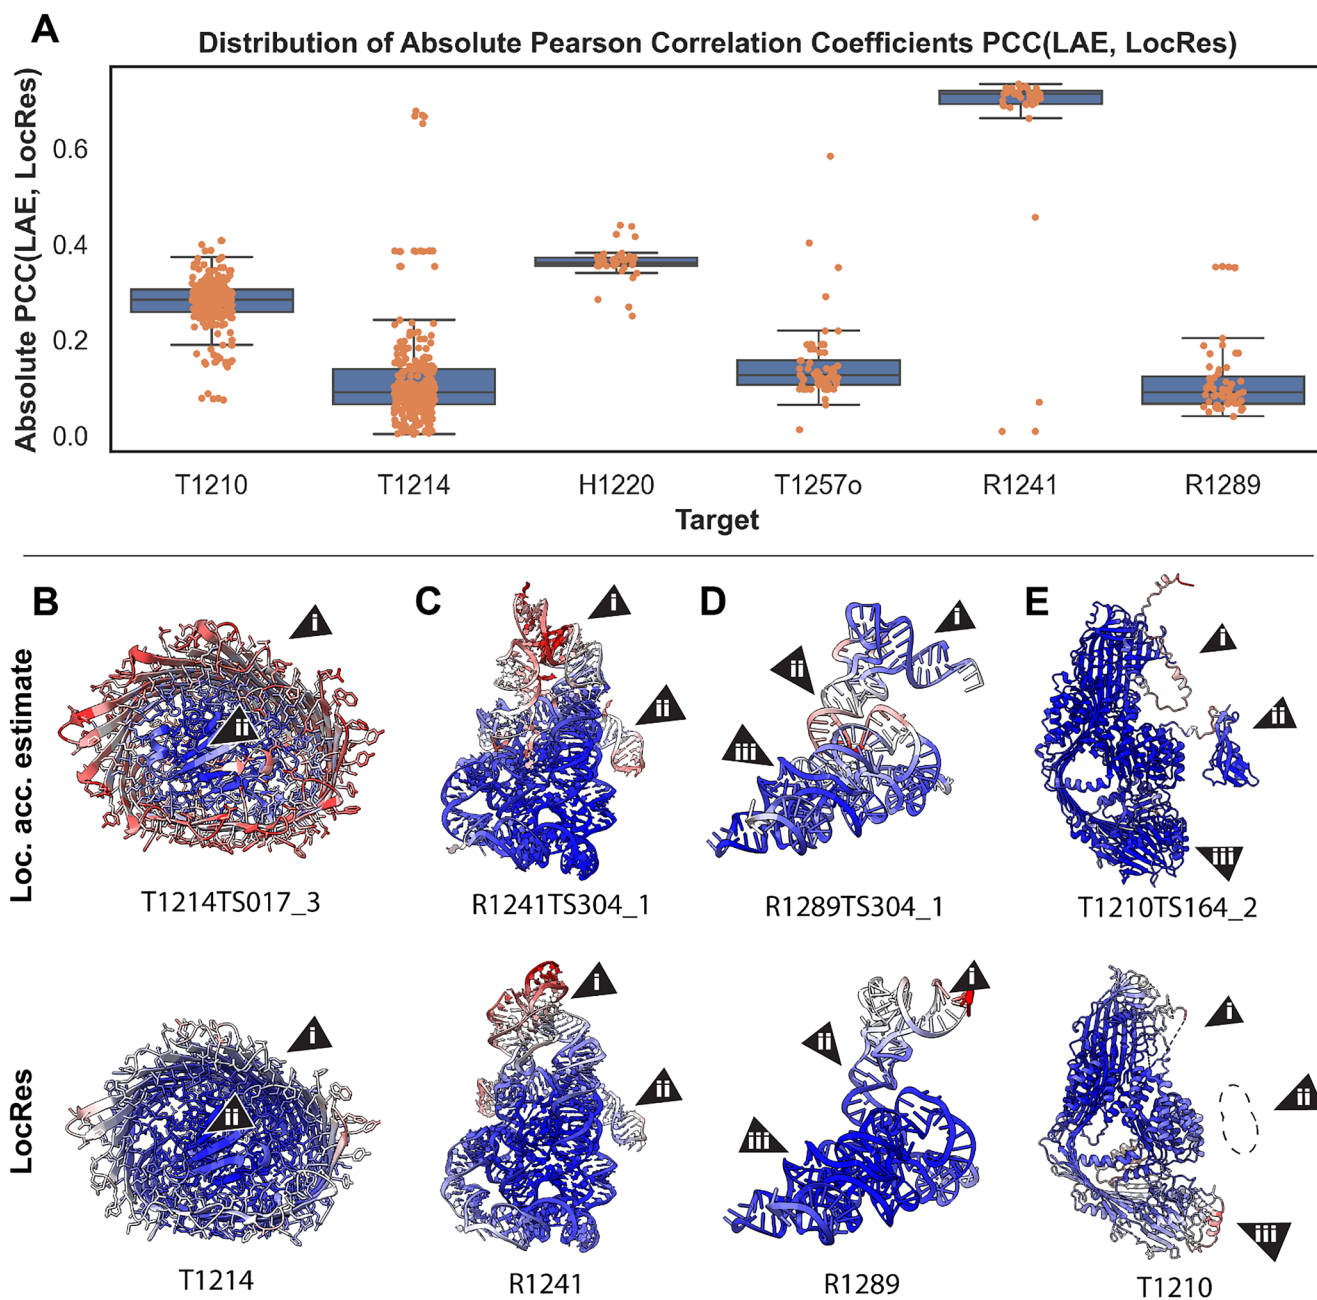 A
Distribution of Absolute Pearson Correlation Coefficients PCC(LAE, LocRes)
Absolute PCC(LAE, LocRes)
0.6
0.4
0.2
0.0
T1210 T1214 H1220 T1257o R1241 R1289
Target
B C D E
Loc. acc. estimate
i
ii
i
ii
i
ii
iii
i
ii
iii
T1214TS017_3 R1241TS304_1 R1289TS304_1 T1210TS164_2
LocRes
i
ii
i
ii
i
ii
iii
i
ii
iii
T1214 R1241 R1289 T1210